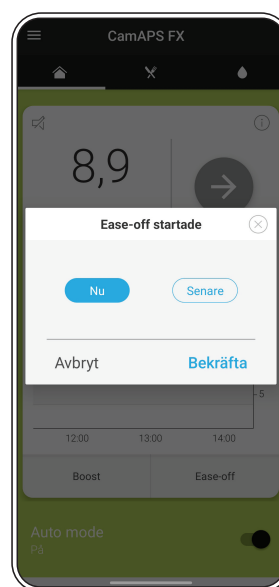 CamAPS FX
8,9
Ease-off startade
Nu
Senare
Avbryt
Bekräfta
5
12:00
13:00
14:00
Boost
Ease-off
Auto mode
På